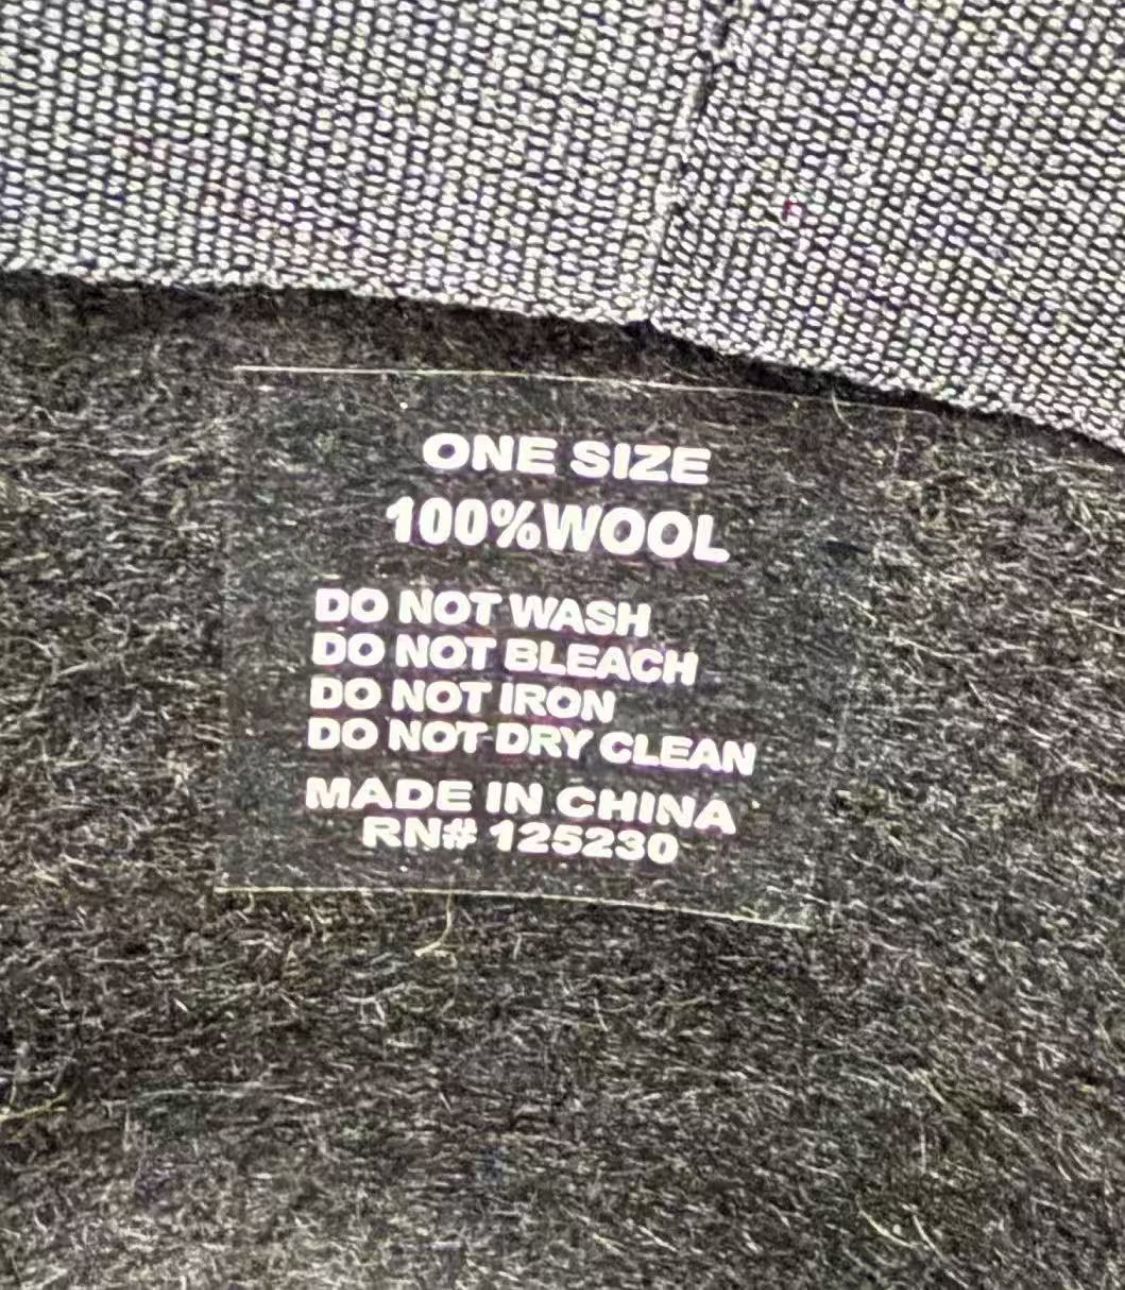 ONE SIZE
100%WOOL
DO NOT WASH
DO NOT BLEACH
DO NOT IRON
DO NOT DRY CLEAN
MADE IN CHINA
RN# 125230